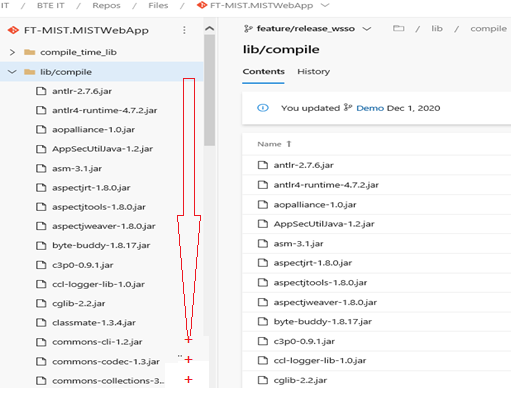 IT / BTE IT / Repos / Files / FT-MIST.MISTWebApp
FT-MIST.MISTWebApp
compile_time_lib
lib/compile
antlr-2.7.6.jar
antlr4-runtime-4.7.2.jar
aopalliance-1.0.jar
AppSecUtilJava-1.2.jar
asm-3.1.jar
aspectjrt-1.8.0.jar
aspectjtools-1.8.0.jar
aspectjweaver-1.8.0.jar
byte-buddy-1.8.17.jar
c3p0-0.9.1.jar
ccl-logger-lib-1.0.jar
cglib-2.2.jar
classmate-1.3.4.jar
commons-cli-1.2.jar
commons-codec-1.3.jar
commons-collections-3...
feature/release_wsso / lib / compile
lib/compile
Contents History
You updated Demo Dec 1, 2020
Name ↑
antlr-2.7.6.jar
antlr4-runtime-4.7.2.jar
aopalliance-1.0.jar
AppSecUtilJava-1.2.jar
asm-3.1.jar
aspectjrt-1.8.0.jar
aspectjtools-1.8.0.jar
aspectjweaver-1.8.0.jar
byte-buddy-1.8.17.jar
c3p0-0.9.1.jar
ccl-logger-lib-1.0.jar
cglib-2.2.jar